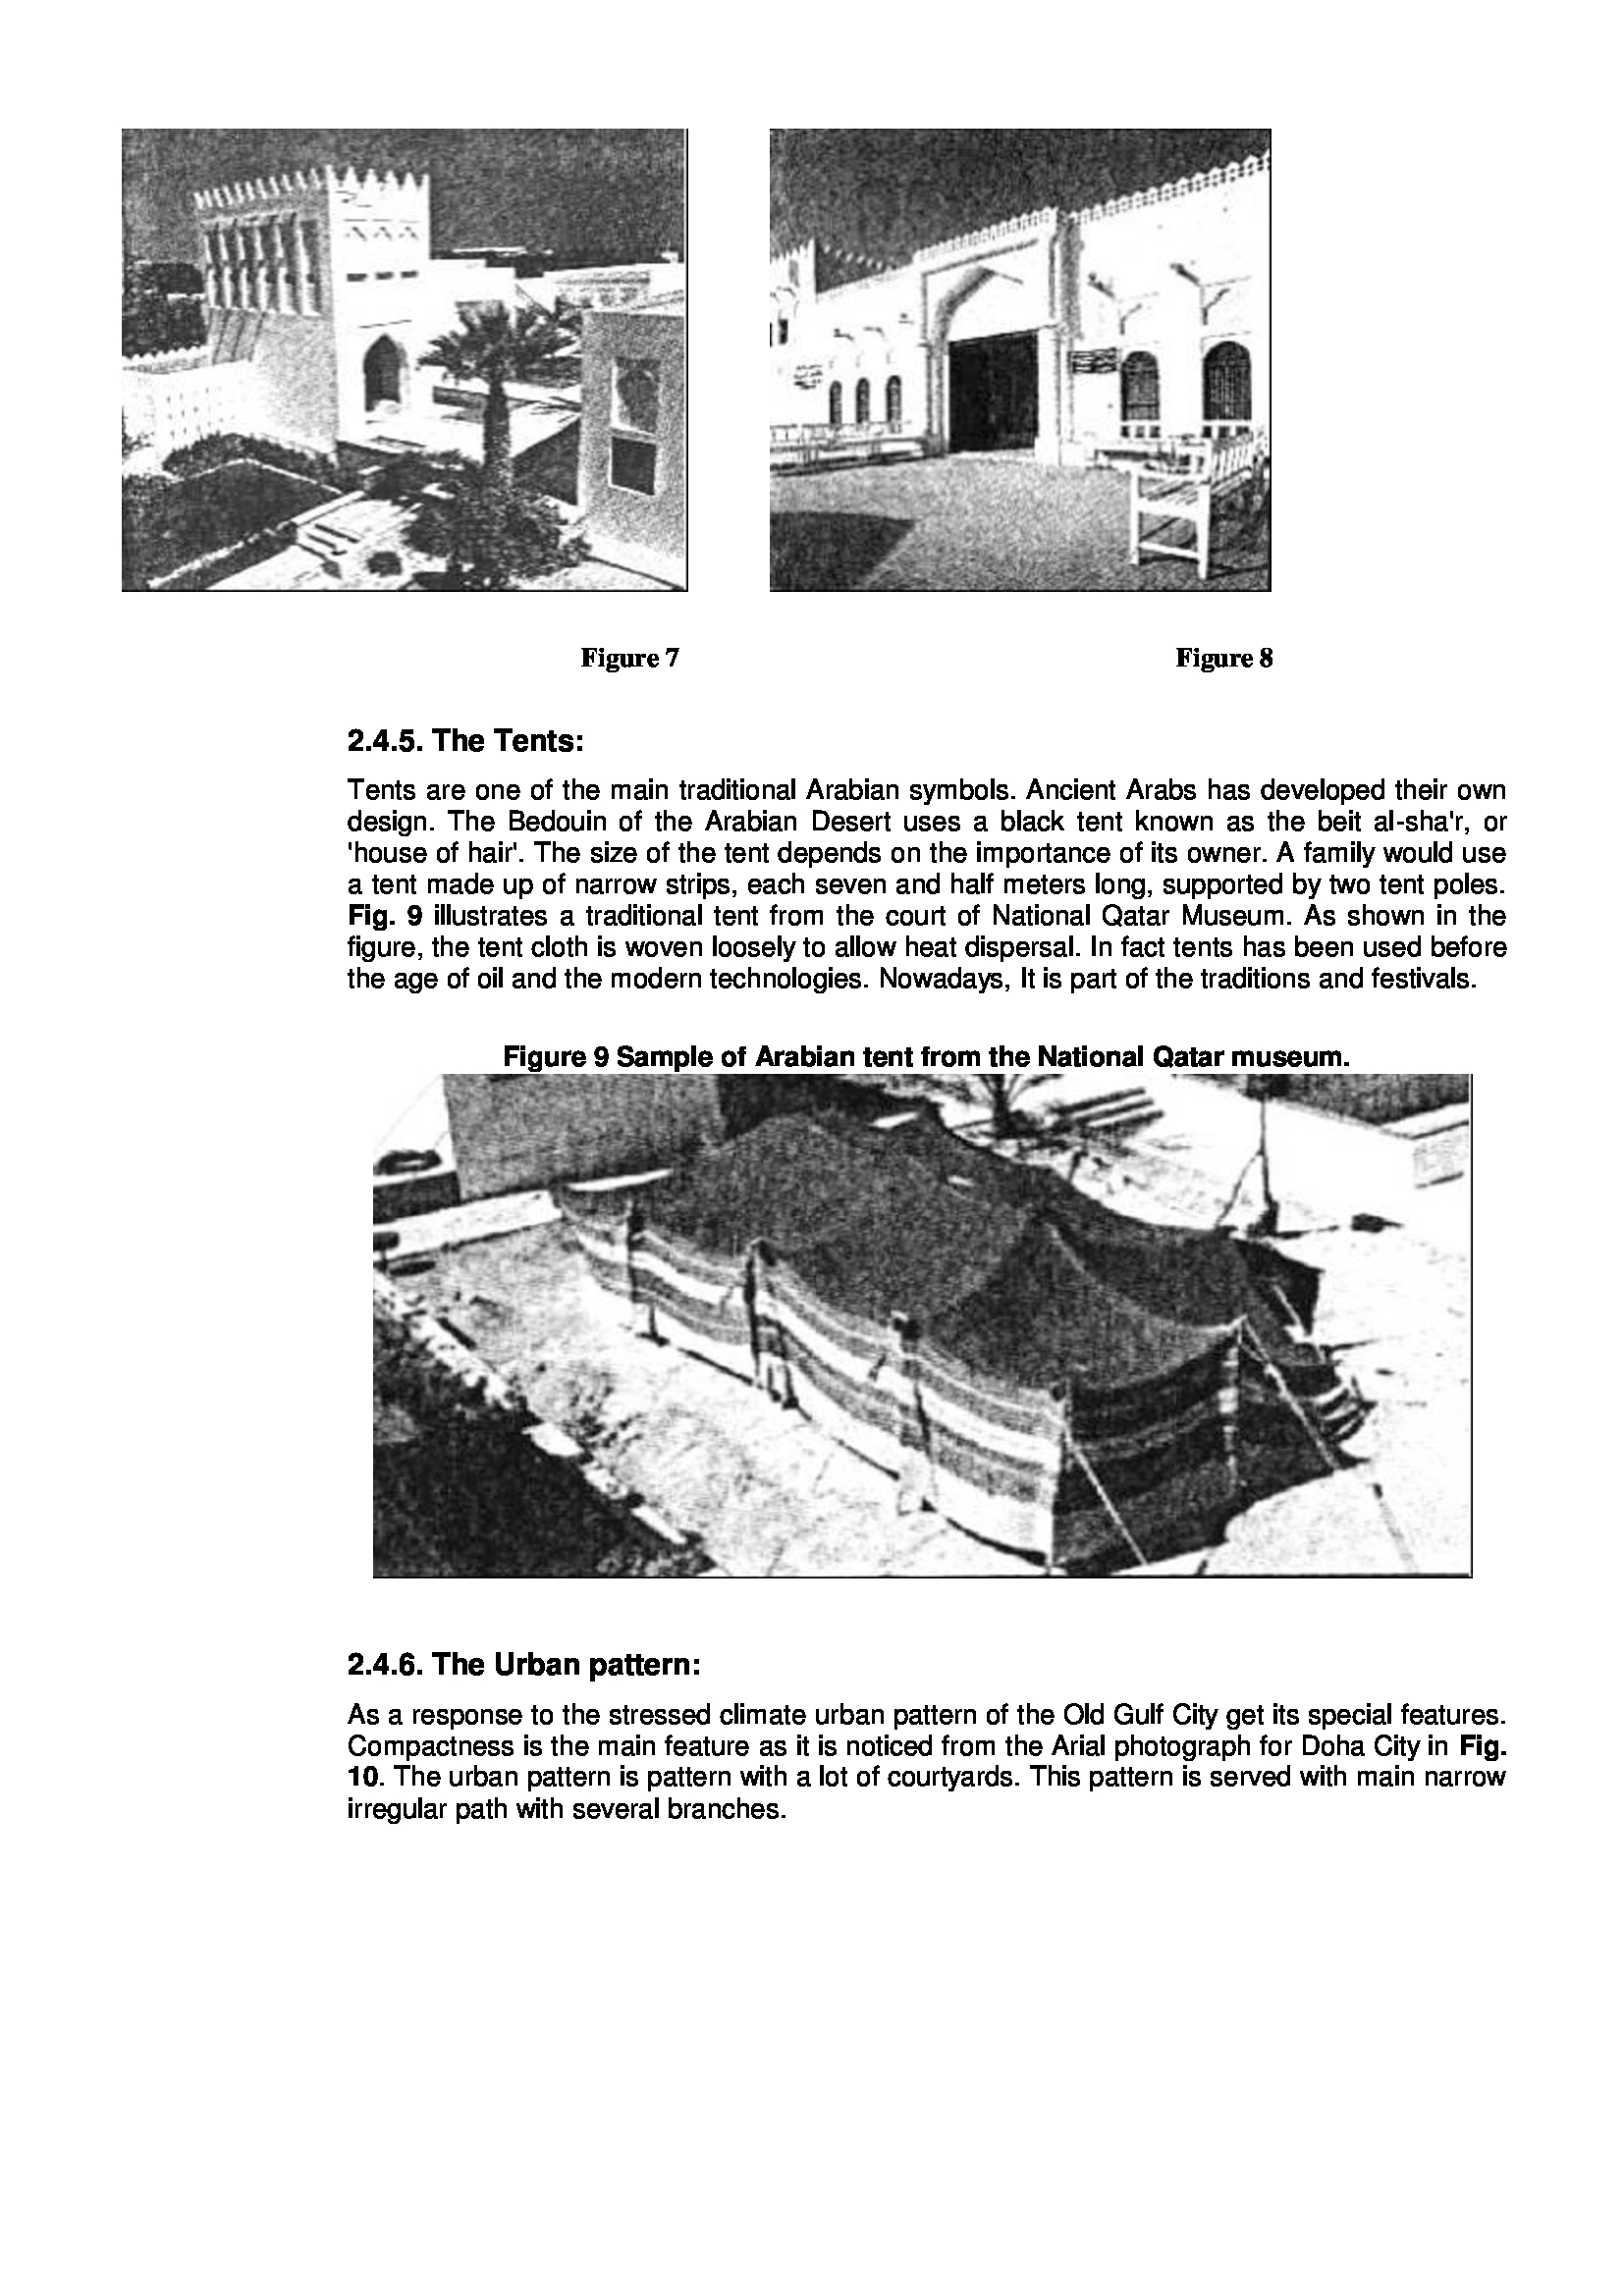 Figure 7
Figure 8
2.4.5. The Tents:
Tents are one of the main traditional Arabian symbols. Ancient Arabs has developed their own
design. The Bedouin of the Arabian Desert uses a black tent known as the beit al-sha'r, or
'house of hair'. The size of the tent depends on the importance of its owner. A family would use
a tent made up of narrow strips, each seven and half meters long, supported by two tent poles.
Fig. 9 illustrates a traditional tent from the court of National Qatar Museum. As shown in the
figure, the tent cloth is woven loosely to allow heat dispersal. In fact tents has been used before
the age of oil and the modern technologies. Nowadays, It is part of the traditions and festivals.
Figure 9 Sample of Arabian tent from the National Qatar museum.
2.4.6. The Urban pattern:
As a response to the stressed climate urban pattern of the Old Gulf City get its special features.
Compactness is the main feature as it is noticed from the Arial photograph for Doha City in Fig.
10. The urban pattern is pattern with a lot of courtyards. This pattern is served with main narrow
irregular path with several branches.